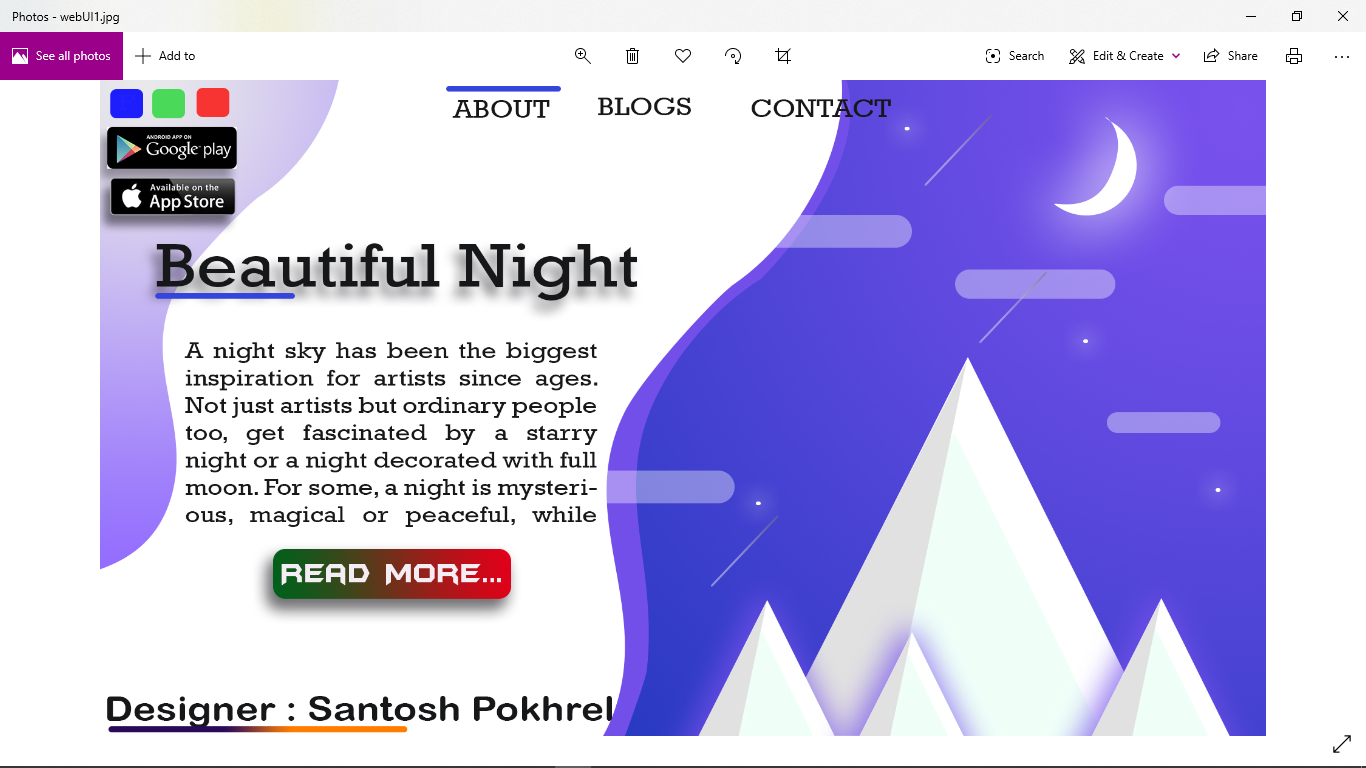 Photos - webUI1.jpg
See all photos
Add to
Search
Edit & Create
Share
ABOUT BLOGS CONTACT
ANDROID APP ON
Google play
Available on the
App Store
Beautiful Night
A night sky has been the biggest
inspiration for artists since ages.
Not just artists but ordinary people
too, get fascinated by a starry
night or a night decorated with full
moon. For some, a night is mysteri-
ous, magical or peaceful, while
READ MORE...
Designer : Santosh Pokhrel